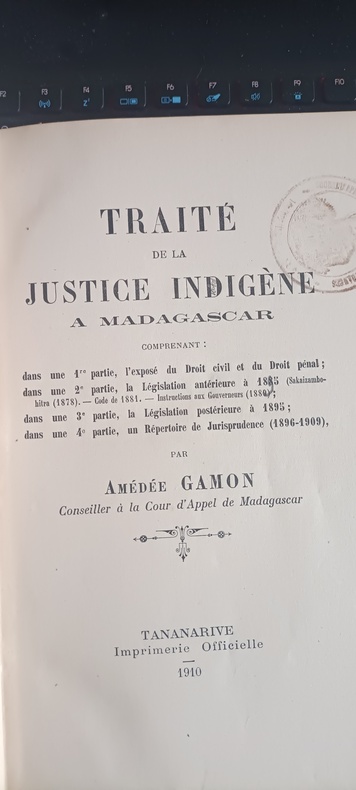 F3
F4
F5
F6
F7
F8
F9
F10
TRAITÉ
DE LA
JUSTICE INDIGÈNE
A MADAGASCAR
COMPRENANT :
dans une 1re partie, l'exposé du Droit civil et du Droit pénal ;
dans une 2e partie, la Législation antérieure à 1895 (Sakaizambo-
hitra (1878). — Code de 1881. — Instructions aux Gouverneurs (1889);
dans une 3e partie, la Législation postérieure à 1895 ;
dans une 4e partie, un Répertoire de Jurisprudence (1896-1909),
PAR
AMÉDÉE GAMON
Conseiller à la Cour d'Appel de Madagascar
TANANARIVE
Imprimerie Officielle
1910